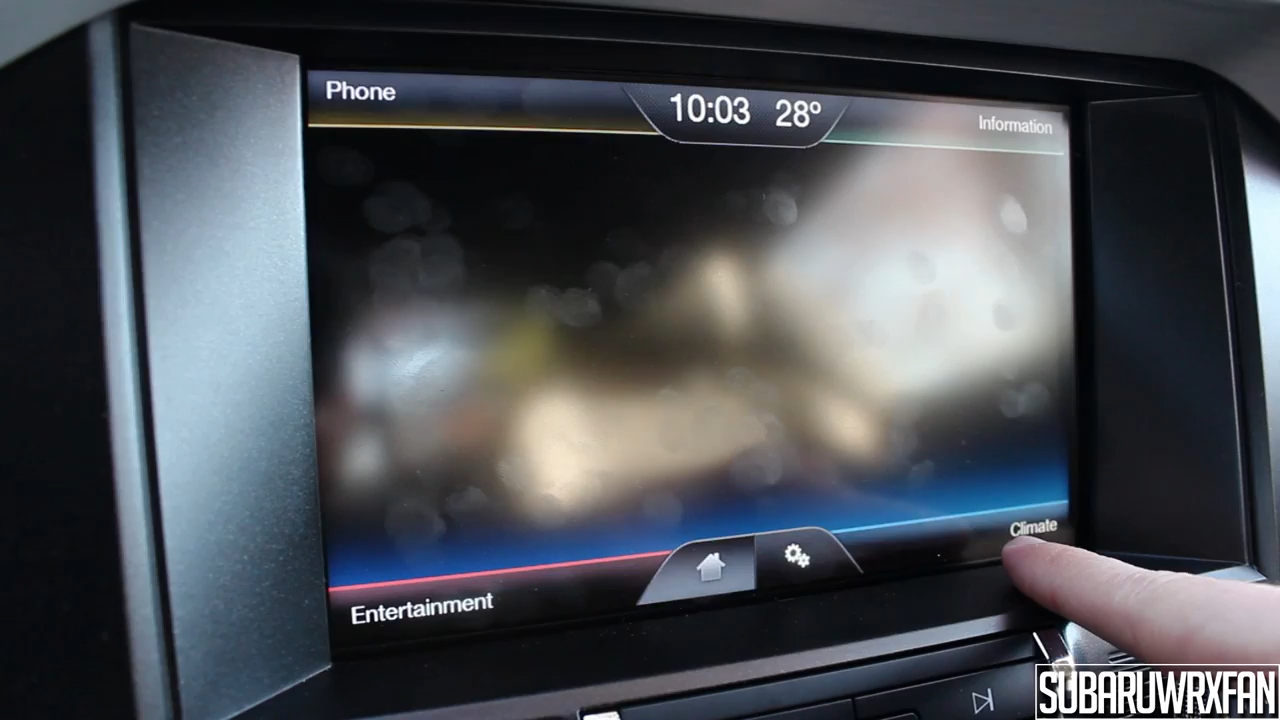 Phone
10:03 28°
Information
Climate
Entertainment
SUBARUWRXFAN